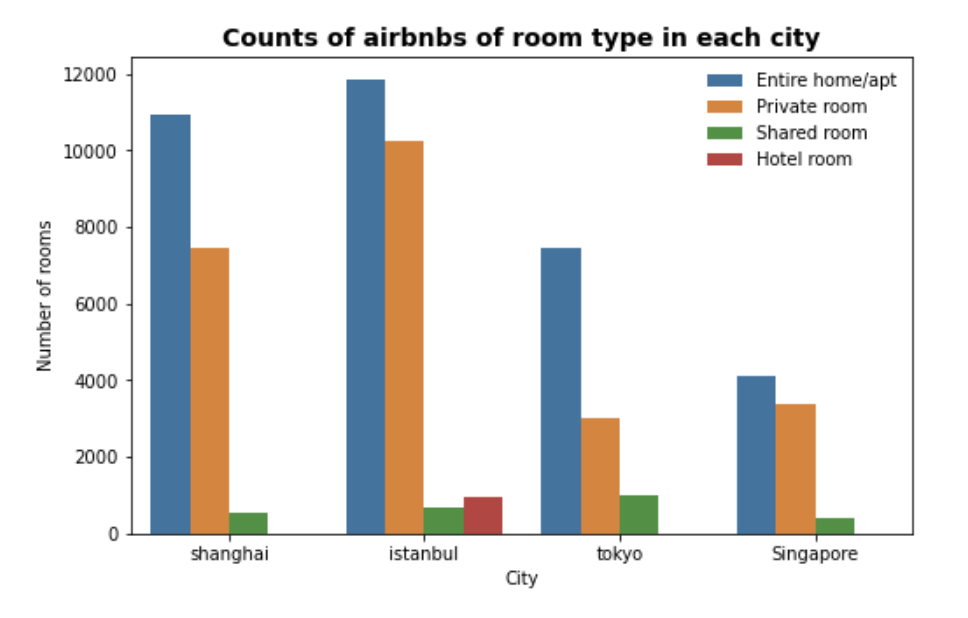 Counts of airbnbs of room type in each city
Entire home/apt
Private room
Shared room
Hotel room
Number of rooms
12000
10000
8000
6000
4000
2000
0
shanghai istanbul tokyo Singapore
City